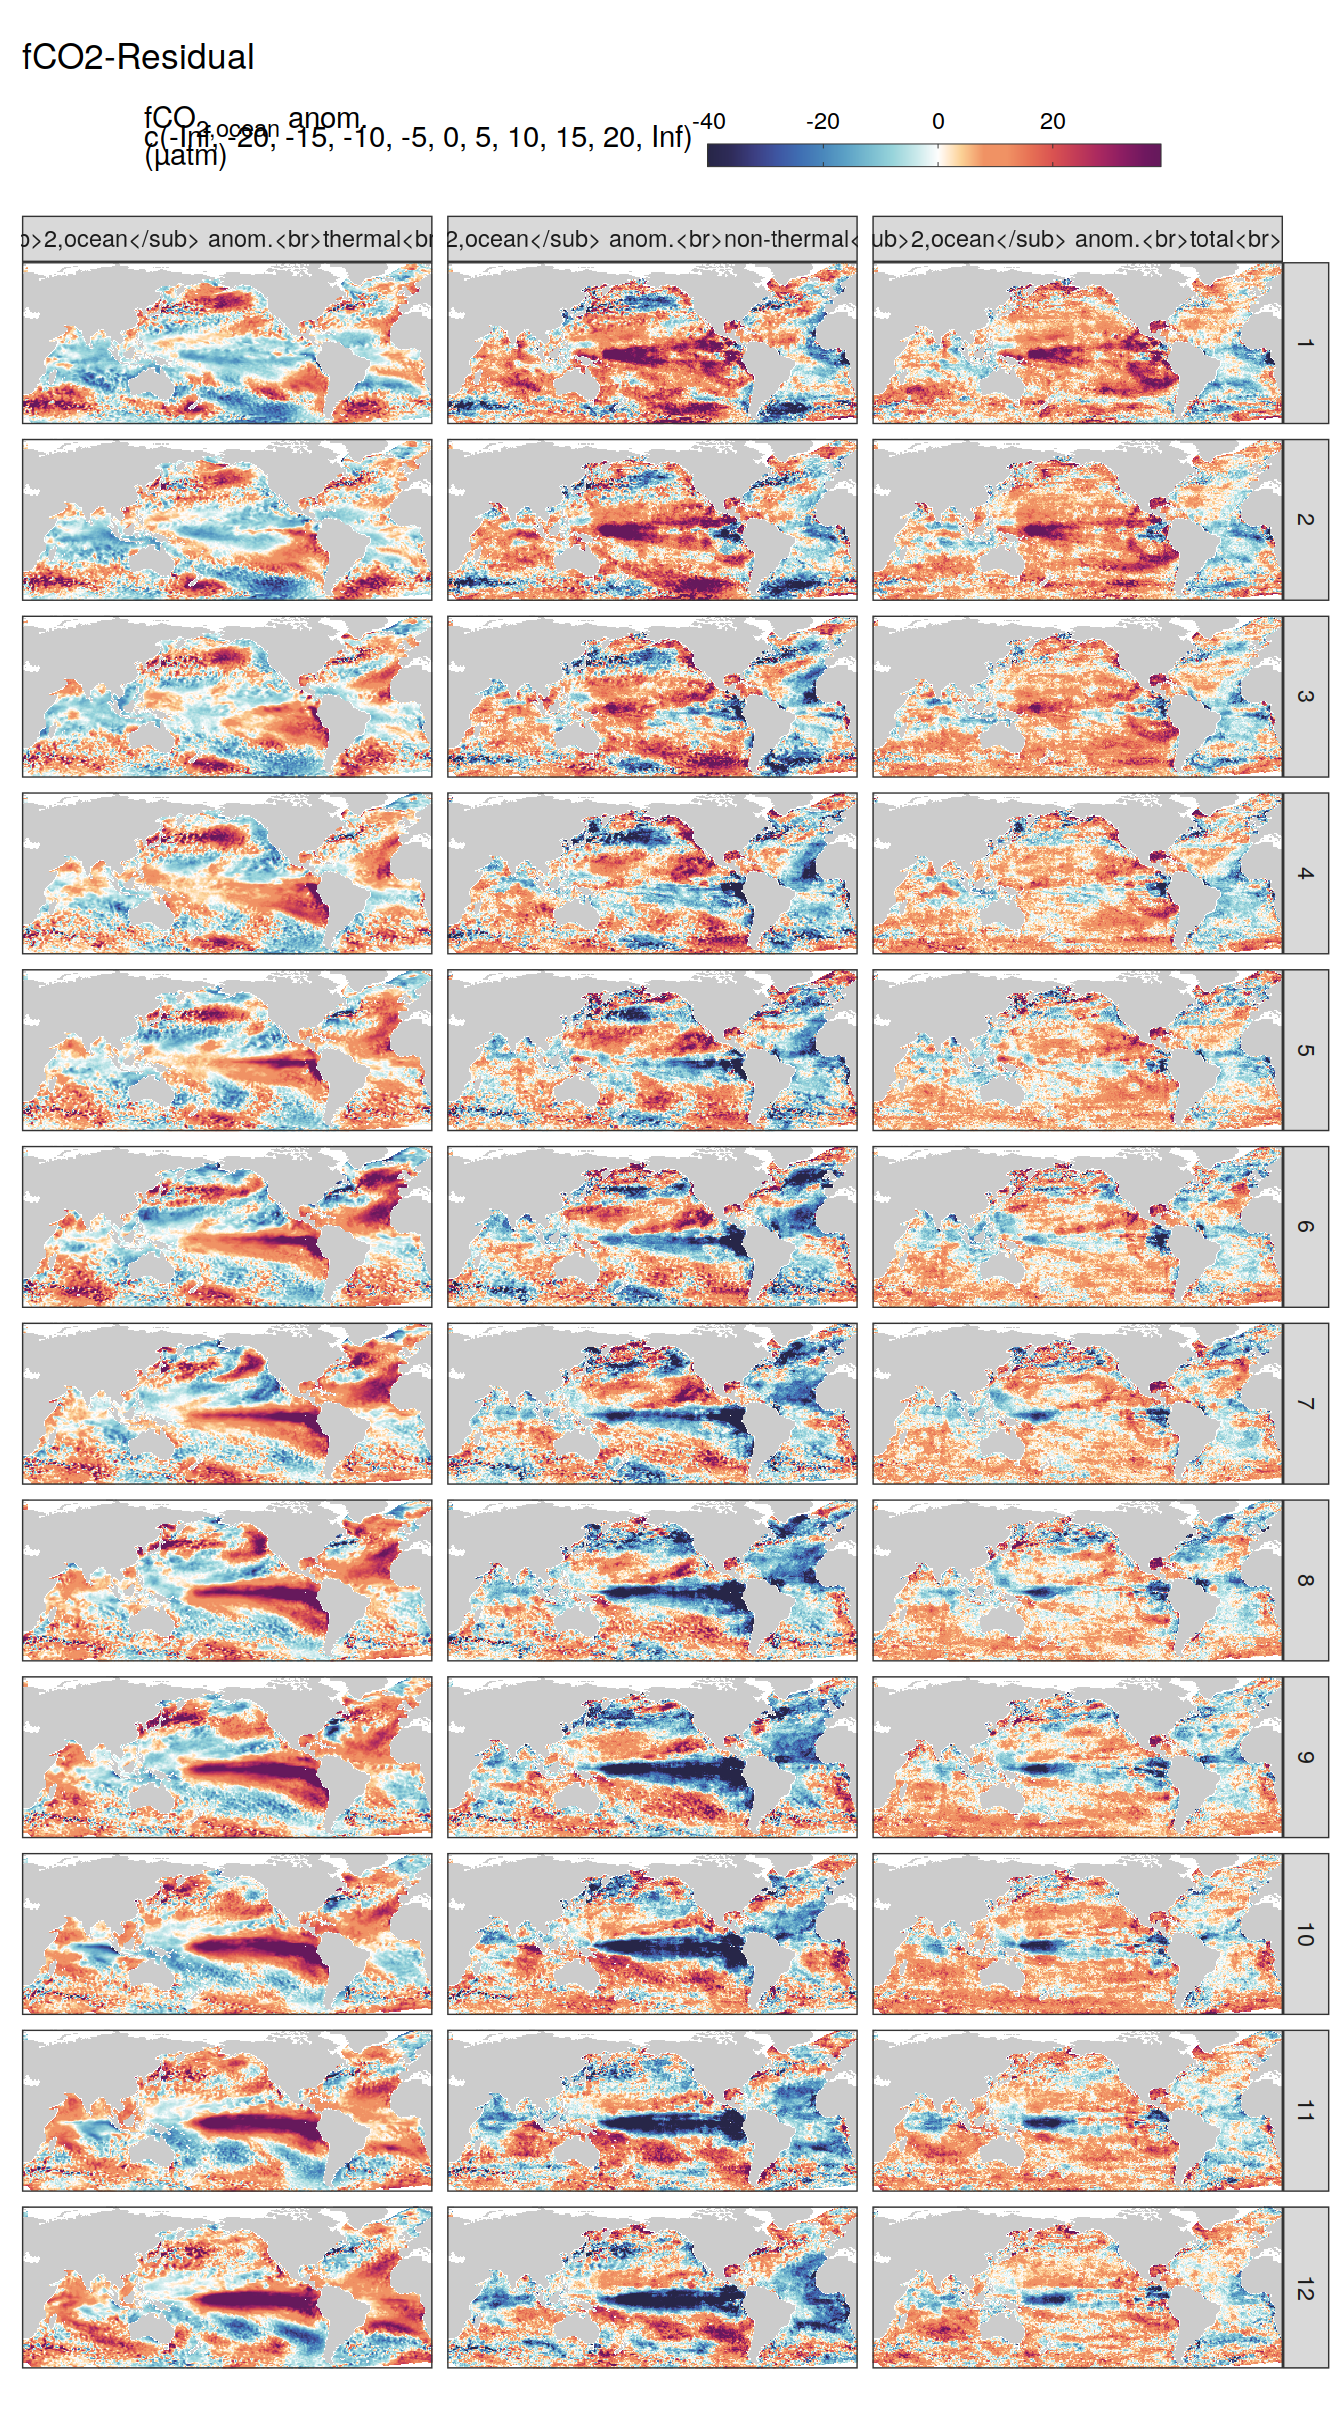 fCO2-Residual
fCO2,ocean anom.
c(-Inf, -20, -15, -10, -5, 0, 5, 10, 15, 20, Inf)
(µatm)
-40 -20 0 20
b>2,ocean</sub> anom.<br>thermal<br
2,ocean</sub> anom.<br>non-thermal<
ub>2,ocean</sub> anom.<br>total<br>
1
2
3
4
5
6
7
8
9
10
11
12